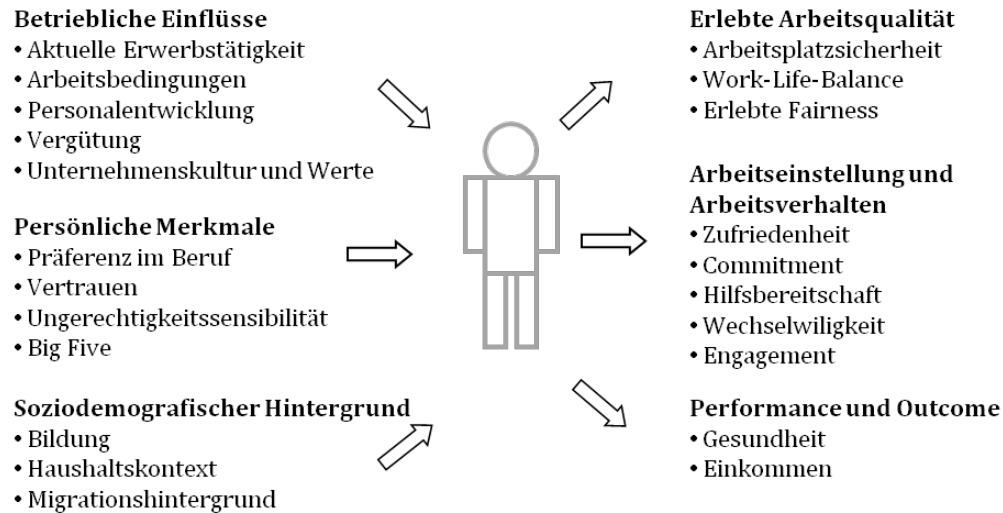 Betriebliche Einflüsse
• Aktuelle Erwerbstätigkeit
• Arbeitsbedingungen
• Personalentwicklung
• Vergütung
• Unternehmenskultur und Werte
Persönliche Merkmale
• Präferenz im Beruf
• Vertrauen
• Ungerechtigkeitssensibilität
• Big Five
Soziodemografischer Hintergrund
• Bildung
• Haushaltskontext
• Migrationshintergrund
Erlebte Arbeitsqualität
• Arbeitsplatzsicherheit
• Work-Life-Balance
• Erlebte Fairness
Arbeitseinstellung und
Arbeitsverhalten
• Zufriedenheit
• Commitment
• Hilfsbereitschaft
• Wechselwiligkeit
• Engagement
Performance und Outcome
• Gesundheit
• Einkommen